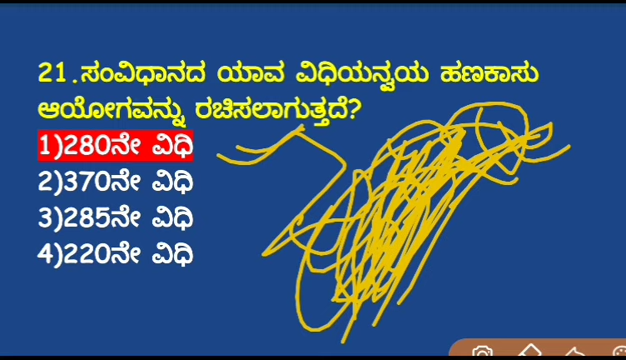 21.ಸಂವಿಧಾನದ ಯಾವ ವಿಧಿಯನ್ವಯ ಹಣಕಾಸು
ಆಯೋಗವನ್ನು ರಚಿಸಲಾಗುತ್ತದೆ?
1)280ನೇ ವಿಧಿ
2)370ನೇ ವಿಧಿ
3)285ನೇ ವಿಧಿ
4)220ನೇ ವಿಧಿ